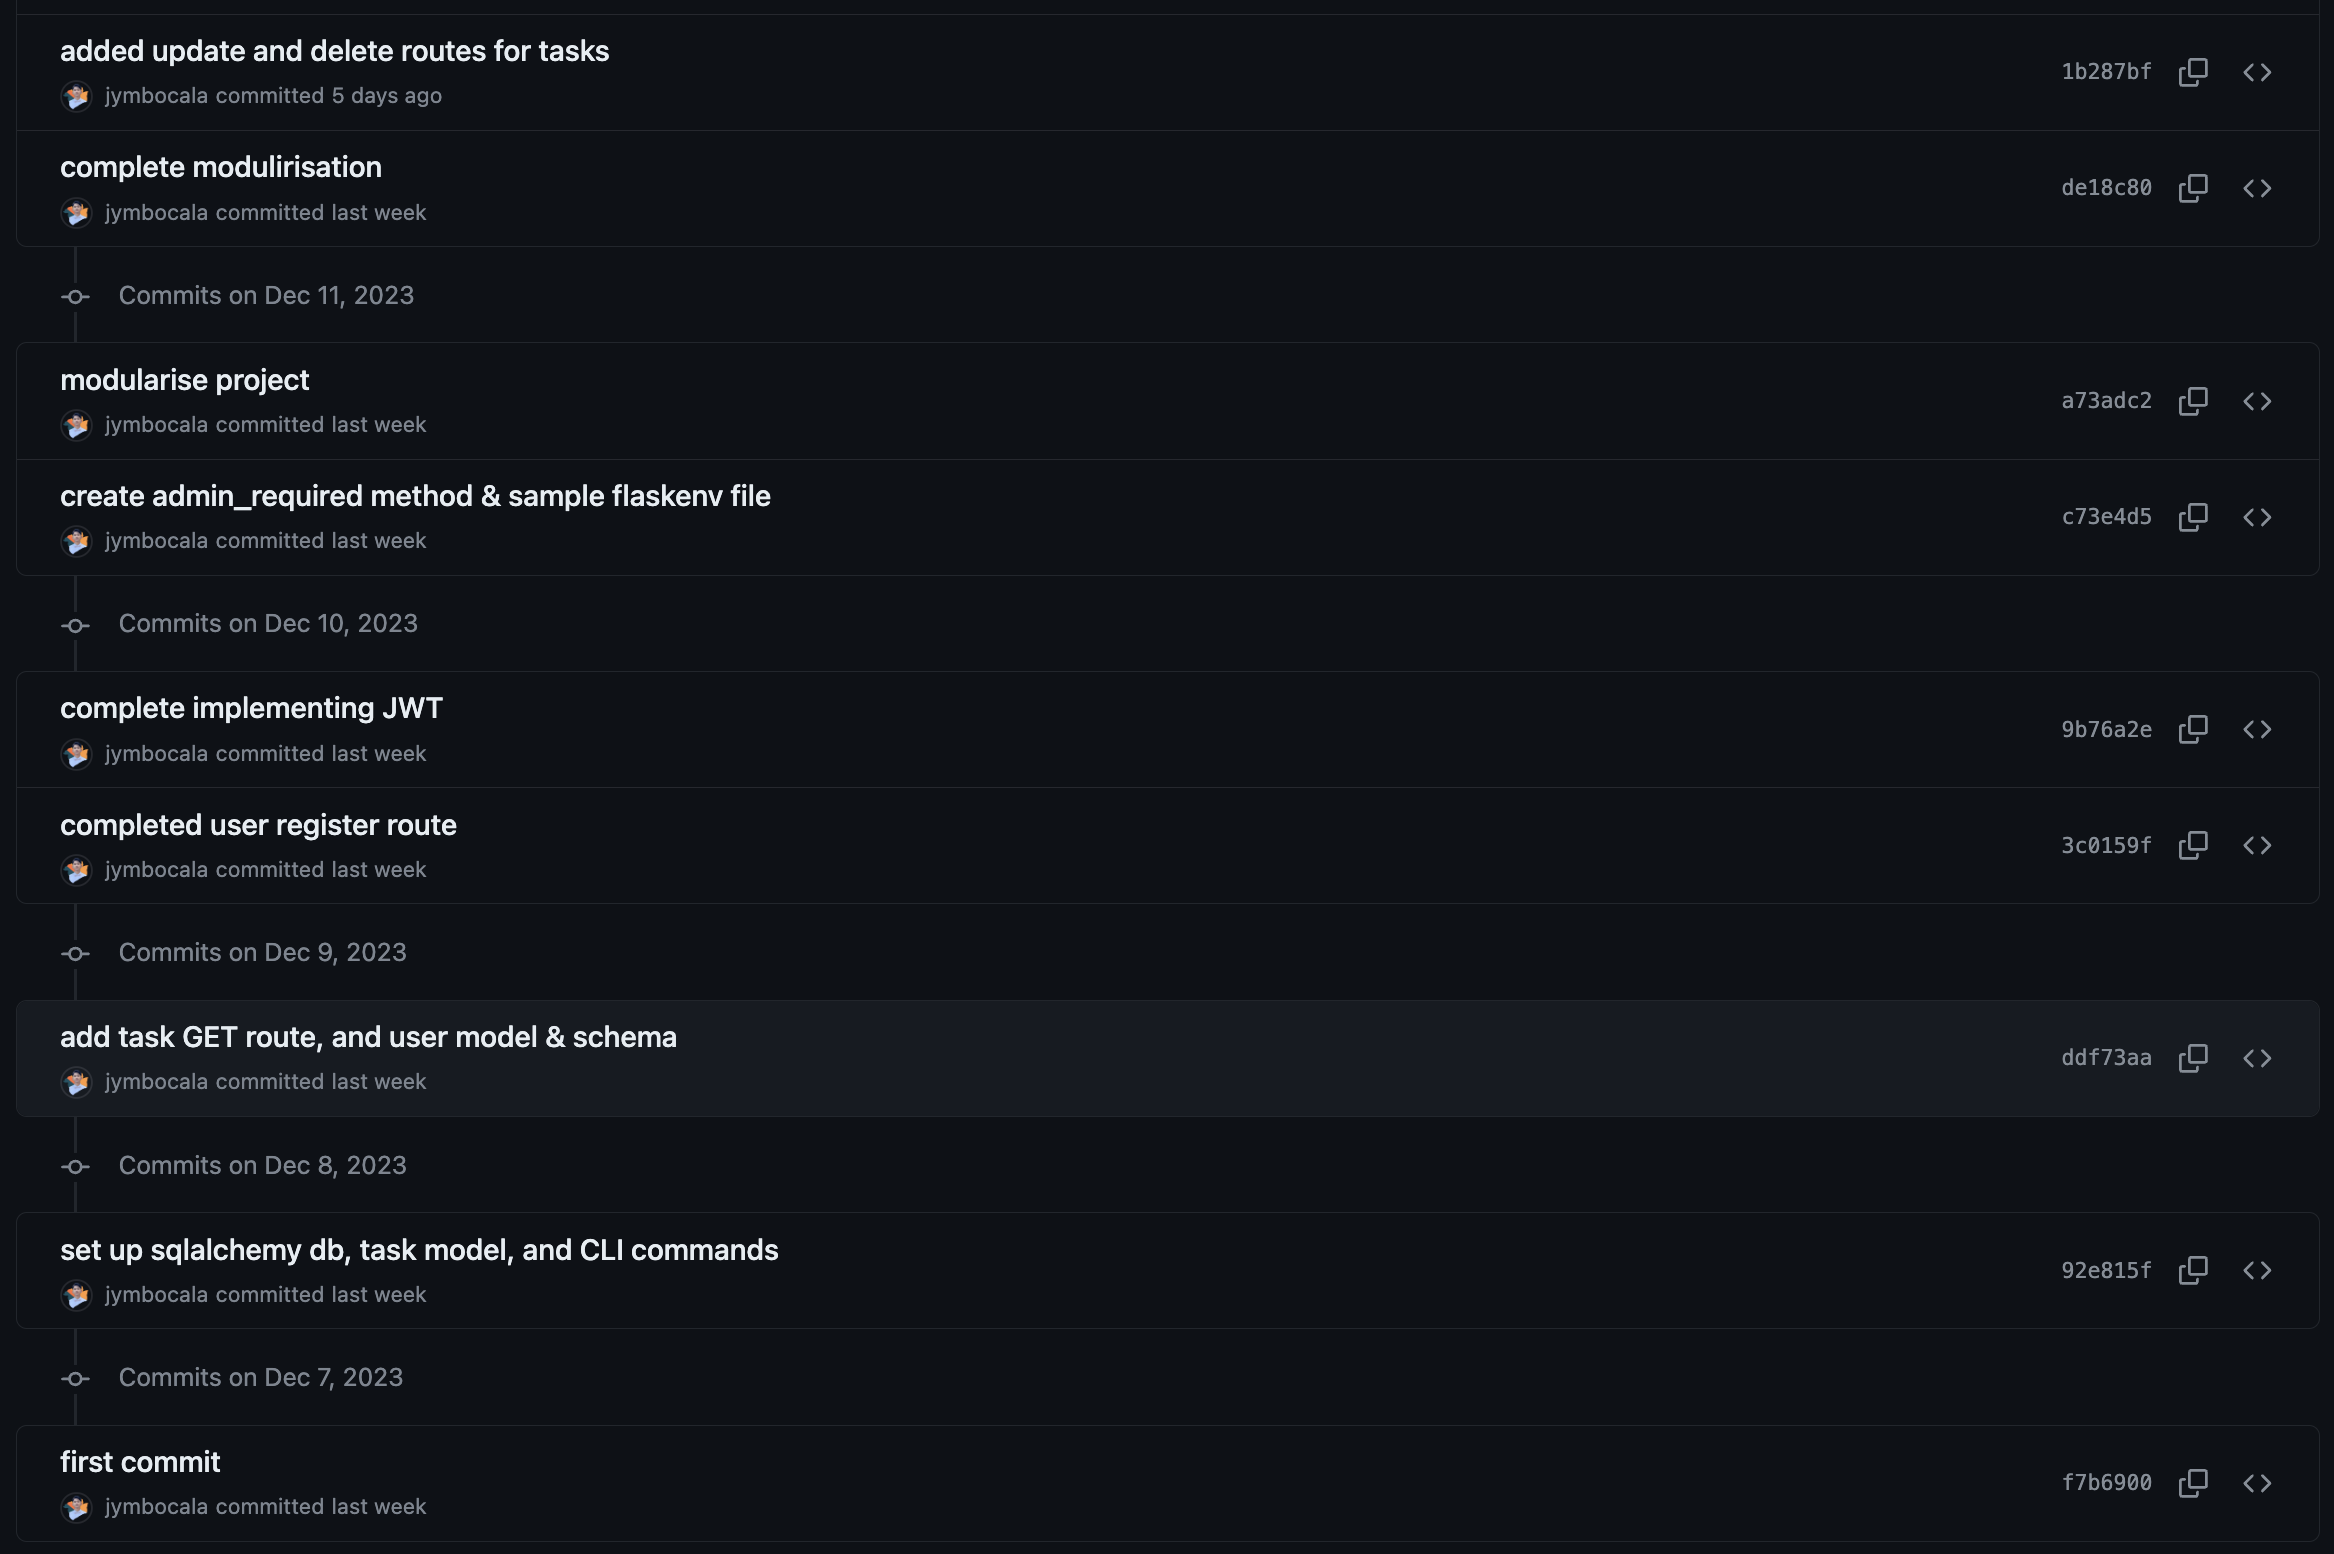 added update and delete routes for tasks
jymbocala committed 5 days ago
1b287bf
complete modulirisation
jymbocala committed last week
de18c80
Commits on Dec 11, 2023
modularise project
jymbocala committed last week
a73adc2
create admin_required method & sample flaskenv file
jymbocala committed last week
c73e4d5
Commits on Dec 10, 2023
complete implementing JWT
jymbocala committed last week
9b76a2e
completed user register route
jymbocala committed last week
3c0159f
Commits on Dec 9, 2023
add task GET route, and user model & schema
jymbocala committed last week
ddf73aa
Commits on Dec 8, 2023
set up sqlalchemy db, task model, and CLI commands
jymbocala committed last week
92e815f
Commits on Dec 7, 2023
first commit
jymbocala committed last week
f7b6900